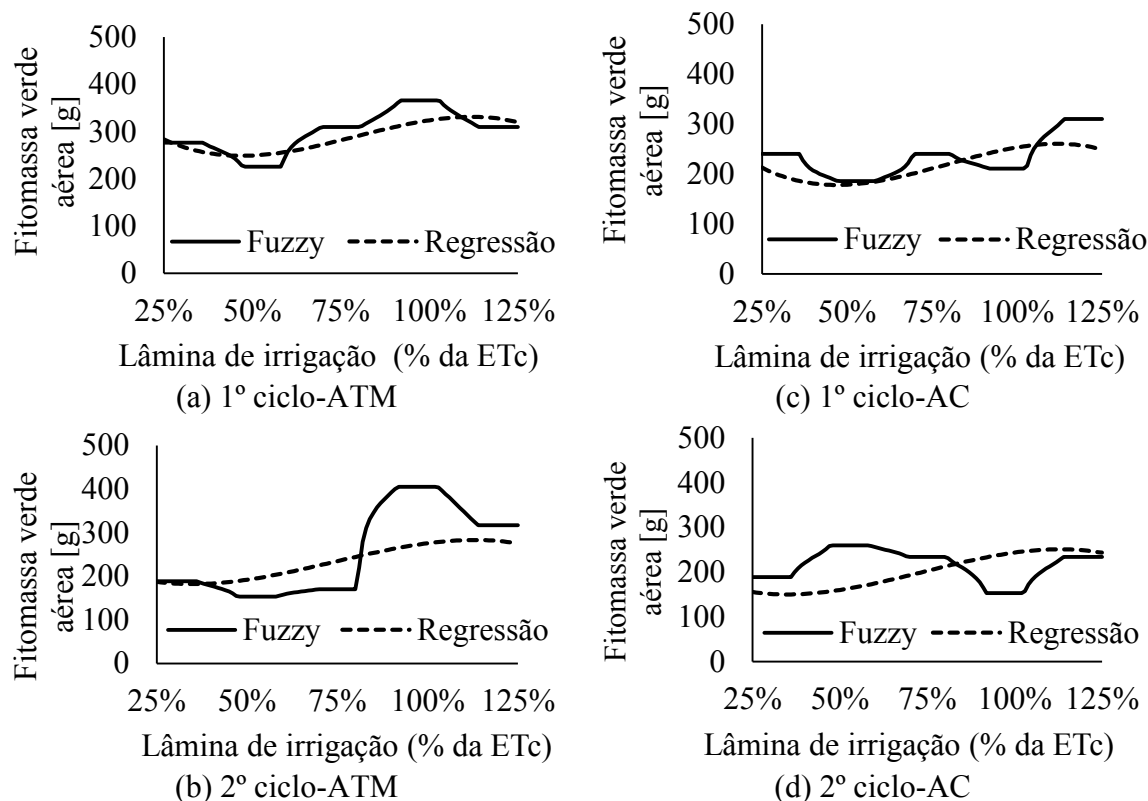 Fitomassa verde
aérea [g]
500
400
300
200
100
0
Fuzzy Regressão
25% 50% 75% 100% 125%
Lâmina de irrigação (% da ETc)
(a) 1º ciclo-ATM
Fitomassa verde
aérea [g]
500
400
300
200
100
0
Fuzzy Regressão
25% 50% 75% 100% 125%
Lâmina de irrigação (% da ETc)
(c) 1º ciclo-AC
Fitomassa verde
aérea [g]
500
400
300
200
100
0
Fuzzy Regressão
25% 50% 75% 100% 125%
Lâmina de irrigação (% da ETc)
(b) 2º ciclo-ATM
Fitomassa verde
aérea [g]
500
400
300
200
100
0
Fuzzy Regressão
25% 50% 75% 100% 125%
Lâmina de irrigação (% da ETc)
(d) 2º ciclo-AC